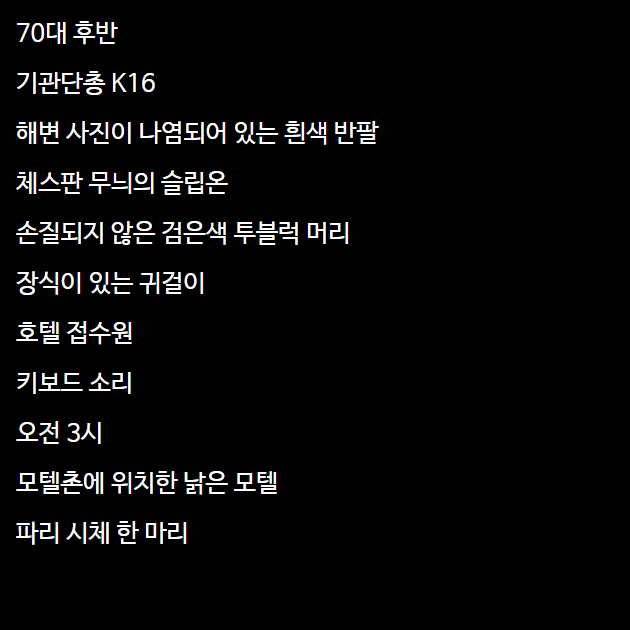 70대 후반
기관단총 K16
해변 사진이 나염되어 있는 흰색 반팔
체스판 무늬의 슬립온
손질되지 않은 검은색 투블럭 머리
장식이 있는 귀걸이
호텔 접수원
키보드 소리
오전 3시
모텔촌에 위치한 낡은 모텔
파리 시체 한 마리